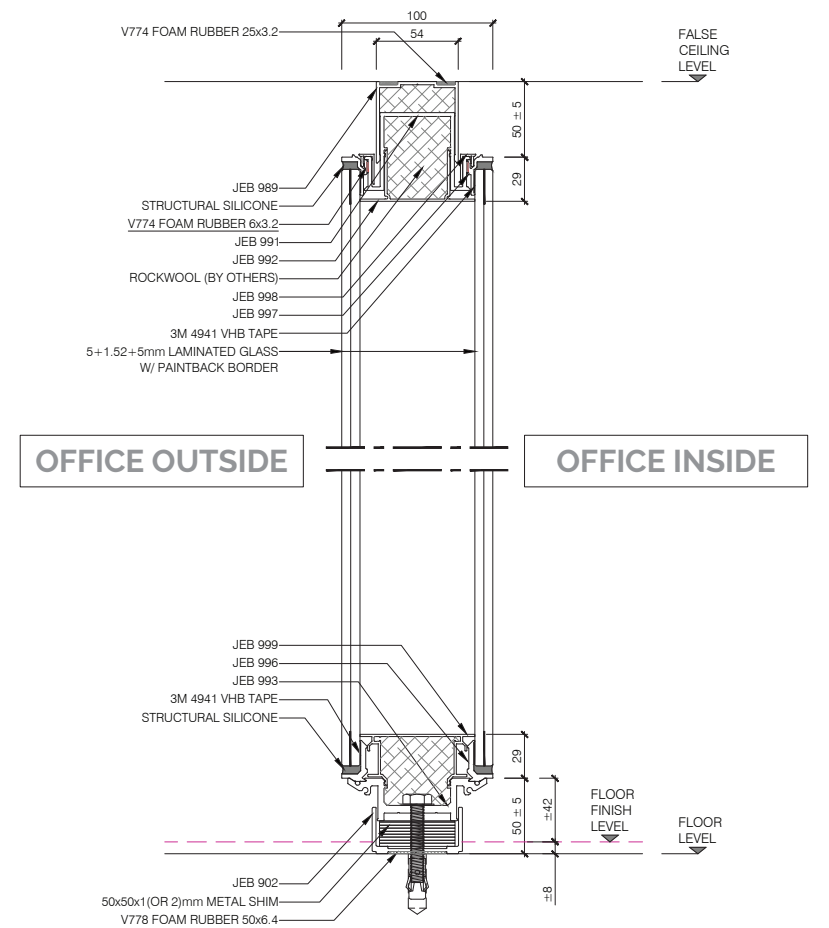 100
V774 FOAM RUBBER 25x3.2
54
FALSE
CEILING
LEVEL
50 ± 5
29
JEB 989
STRUCTURAL SILICONE
V774 FOAM RUBBER 6x3.2
JEB 991
JEB 992
ROCKWOOL (BY OTHERS)
JEB 998
JEB 997
3M 4941 VHB TAPE
5+1.52+5mm LAMINATED GLASS
W/ PAINTBACK BORDER
OFFICE OUTSIDE
OFFICE INSIDE
JEB 999
JEB 996
JEB 993
3M 4941 VHB TAPE
STRUCTURAL SILICONE
29
50 ± 5
±42
FLOOR
FINISH
LEVEL
FLOOR
LEVEL
±8
JEB 902
50x50x1(OR 2)mm METAL SHIM
V778 FOAM RUBBER 50x6.4